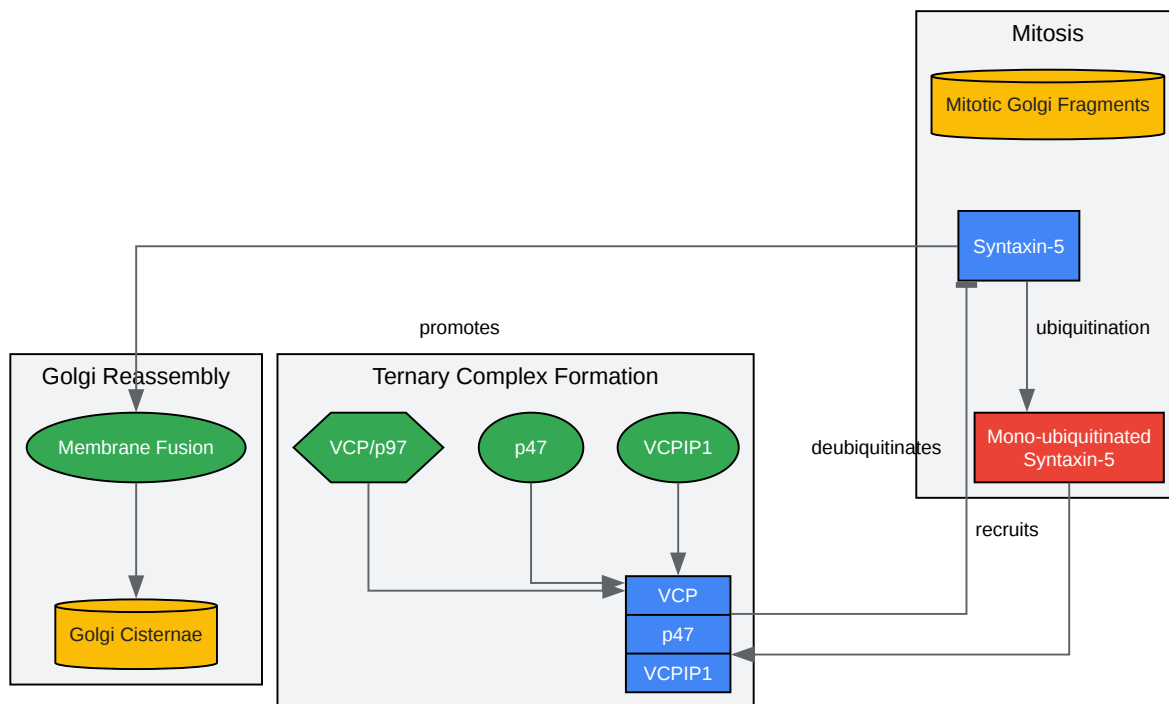 Mitosis
Mitotic Golgi Fragments
Syntaxin-5
promotes
ubiquitination
Golgi Reassembly
Ternary Complex Formation
Membrane Fusion
VCP/p97
p47
VCPIP1
deubiquitinates
Mono-ubiquitinated
Syntaxin-5
recruits
VCP
p47
VCPIP1
Golgi Cisternae